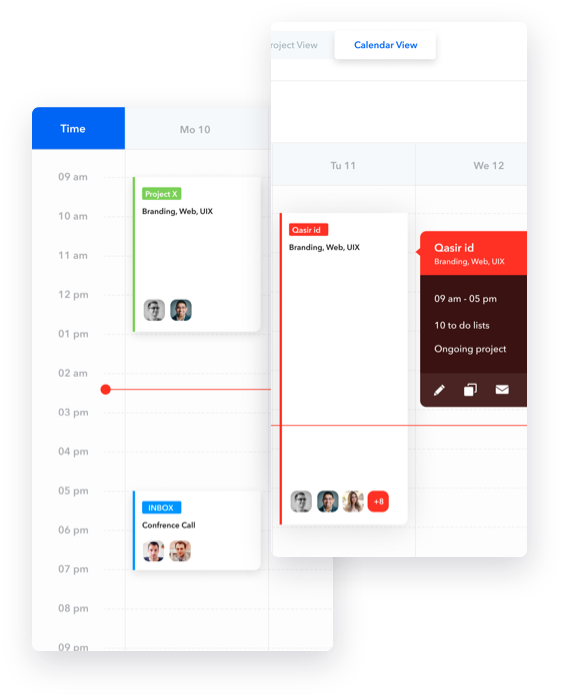 roject View
Calendar View
Time
Mo 10
Tu 11
We 12
09 am
10 am
11 am
12 pm
01 pm
02 am
03 pm
04 pm
05 pm
06 pm
07 pm
08 pm
09 pm
Project X
Branding, Web, UIX
INBOX
Confrence Call
Qasir id
Branding, Web, UIX
+8
Qasir id
Branding, Web, UIX
09 am - 05 pm
10 to do lists
Ongoing project